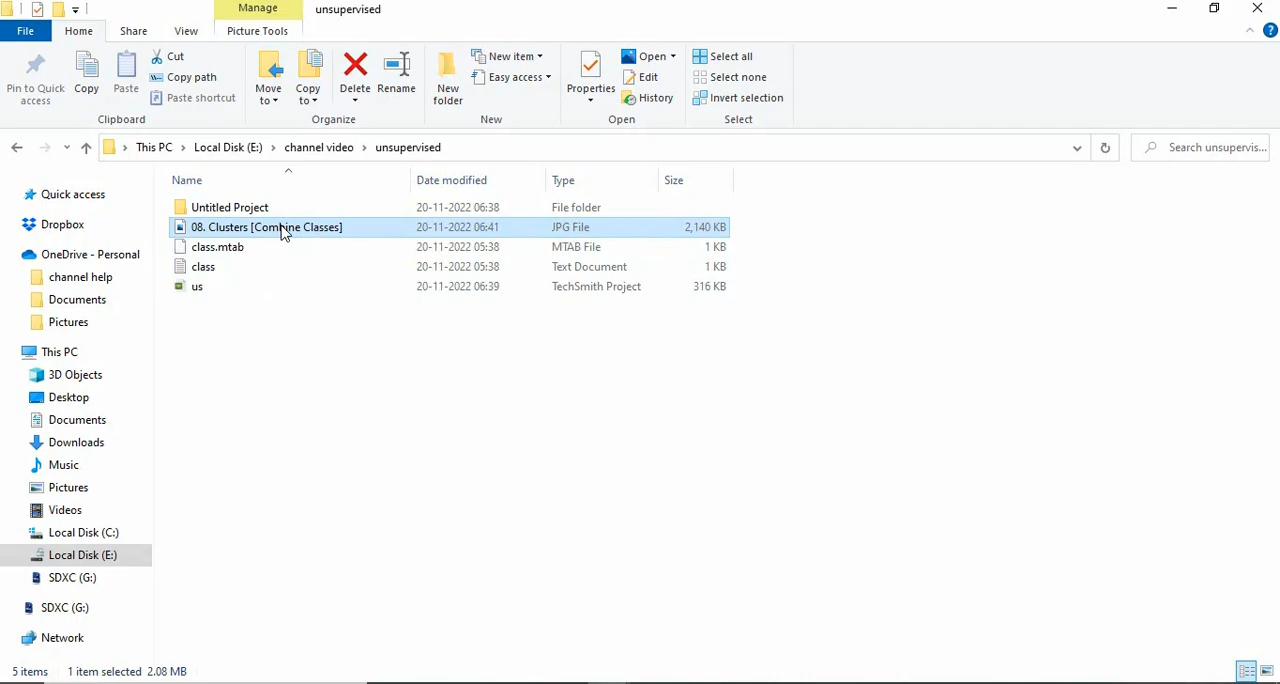 Manage
unsupervised
File
Home
Share
View
Picture Tools
Pin to Quick access
Copy
Paste
Cut
Copy path
Paste shortcut
Clipboard
Move to
Copy to
Delete
Rename
Organize
New folder
New item
Easy access
New
Properties
Open
Edit
History
Open
Select all
Select none
Invert selection
Select
This PC > Local Disk (E:) > channel video > unsupervised
Search unsupervis...
Name Date modified Type Size
Untitled Project 20-11-2022 06:38 File folder
08. Clusters [Combine Classes] 20-11-2022 06:41 JPG File 2,140 KB
class.mtab 20-11-2022 05:38 MTAB File 1 KB
class 20-11-2022 05:38 Text Document 1 KB
us 20-11-2022 06:39 TechSmith Project 316 KB
Quick access
Dropbox
OneDrive - Personal
channel help
Documents
Pictures
This PC
3D Objects
Desktop
Documents
Downloads
Music
Pictures
Videos
Local Disk (C:)
Local Disk (E:)
SDXC (G:)
SDXC (G:)
Network
5 items 1 item selected 2.08 MB